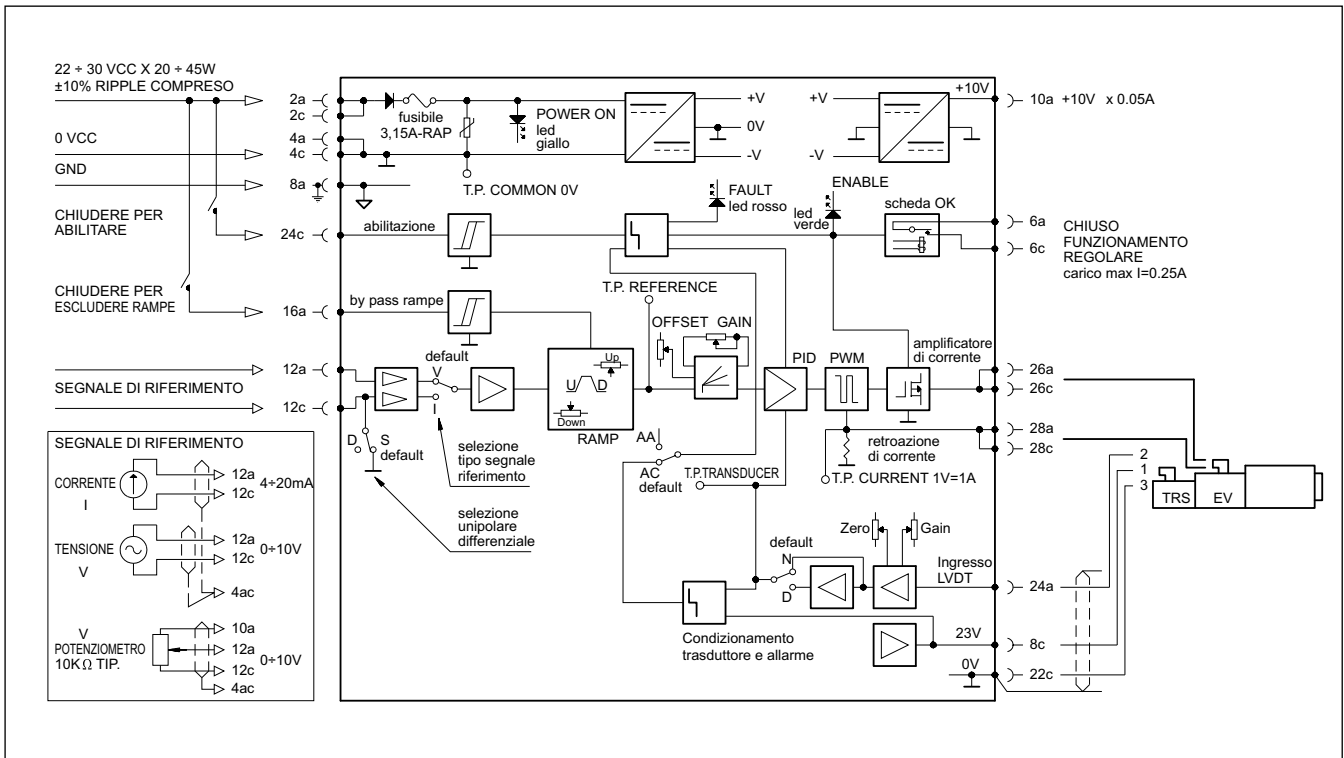 22 ÷ 30 VCC X 20 ÷ 45W
±10% RIPPLE COMPRESO
0 VCC
GND
CHIUDERE PER
ABILITARE
CHIUDERE PER
ESCLUDERE RAMPE
SEGNALE DI RIFERIMENTO
2a
2c
4a
4c
8a
24c
16a
12a
12c
fusibile
3,15A-RAP
POWER ON
led
giallo
T.P. COMMON 0V
+V
0V
-V
+V
-V
+10V
10a +10V x 0.05A
abilitazione
FAULT
led rosso
ENABLE
led
verde
scheda OK
6a
6c
CHIUSO
FUNZIONAMENTO
REGOLARE
carico max I=0.25A
by pass rampe
T.P. REFERENCE
OFFSET GAIN
default
V
I
Up
U D
Down
RAMP
PID
PWM
amplificatore
di corrente
26a
26c
28a
28c
D S
default
selezione
tipo segnale
riferimento
selezione
unipolare
differenziale
AA
AC
default
T.P.TRANSDUCER
retroazione
di corrente
T.P. CURRENT 1V=1A
2
1
3
TRS
EV
Zero
Gain
default
N
D
Ingresso
LVDT
24a
Condizionamento
trasduttore e allarme
23V
8c
0V
22c
SEGNALE DI RIFERIMENTO
CORRENTE
I
12a
12c
4÷20mA
TENSIONE
V
12a
12c
0÷10V
4ac
V
POTENZIOMETRO
10KΩ TIP.
10a
12a
12c
0÷10V
4ac